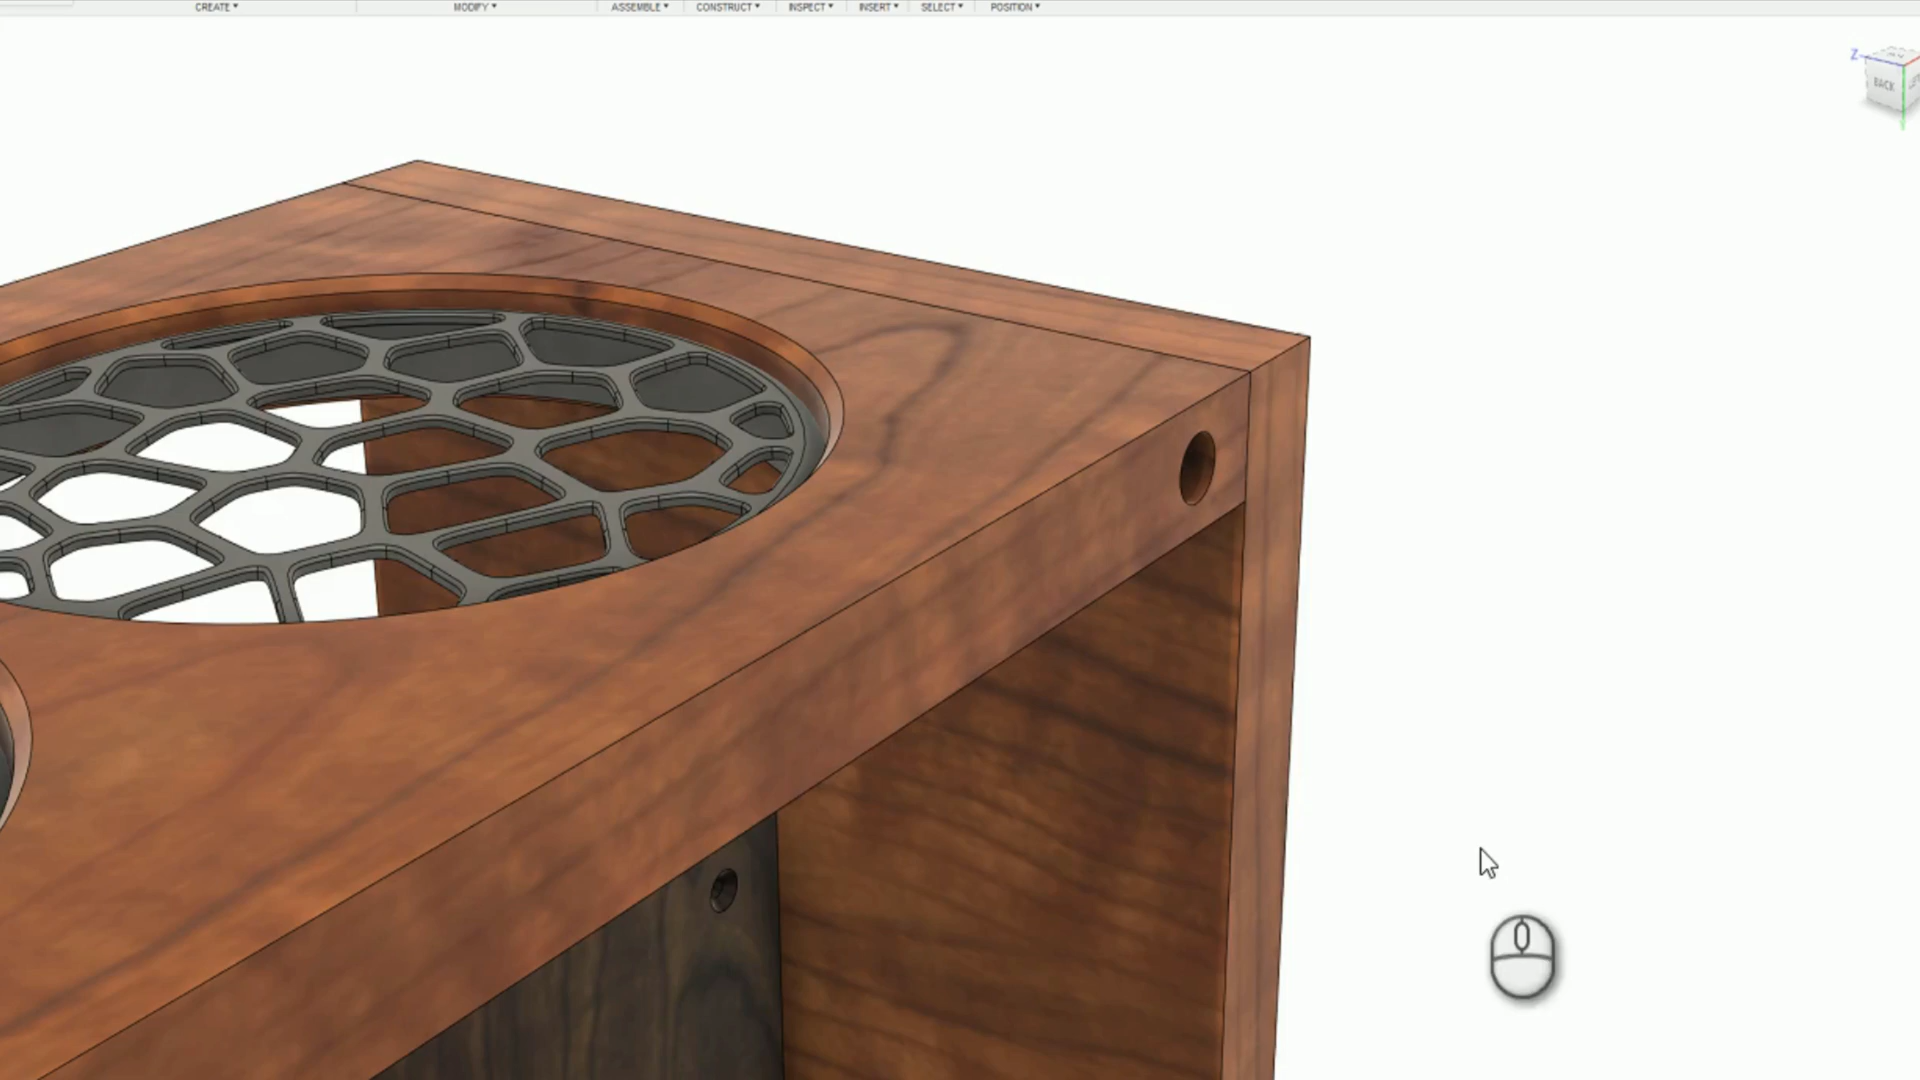 CREATE▾ MODIFY▾ ASSEMBLE▾ CONSTRUCT▾ INSPECT▾ INSERT▾ SELECT▾ POSITION▾
Z
BACK